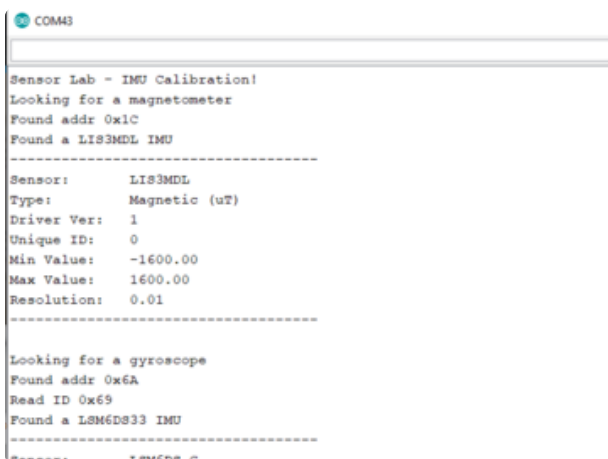 COM43
Sensor Lab - IMU Calibration!
Looking for a magnetometer
Found addr 0x1C
Found a LIS3MDL IMU
------------------------------------
Sensor: LIS3MDL
Type: Magnetic (uT)
Driver Ver: 1
Unique ID: 0
Min Value: -1600.00
Max Value: 1600.00
Resolution: 0.01
------------------------------------
Looking for a gyroscope
Found addr 0x6A
Read ID 0x69
Found a LSM6DS33 IMU
------------------------------------
Sensor: LSM6DS_G